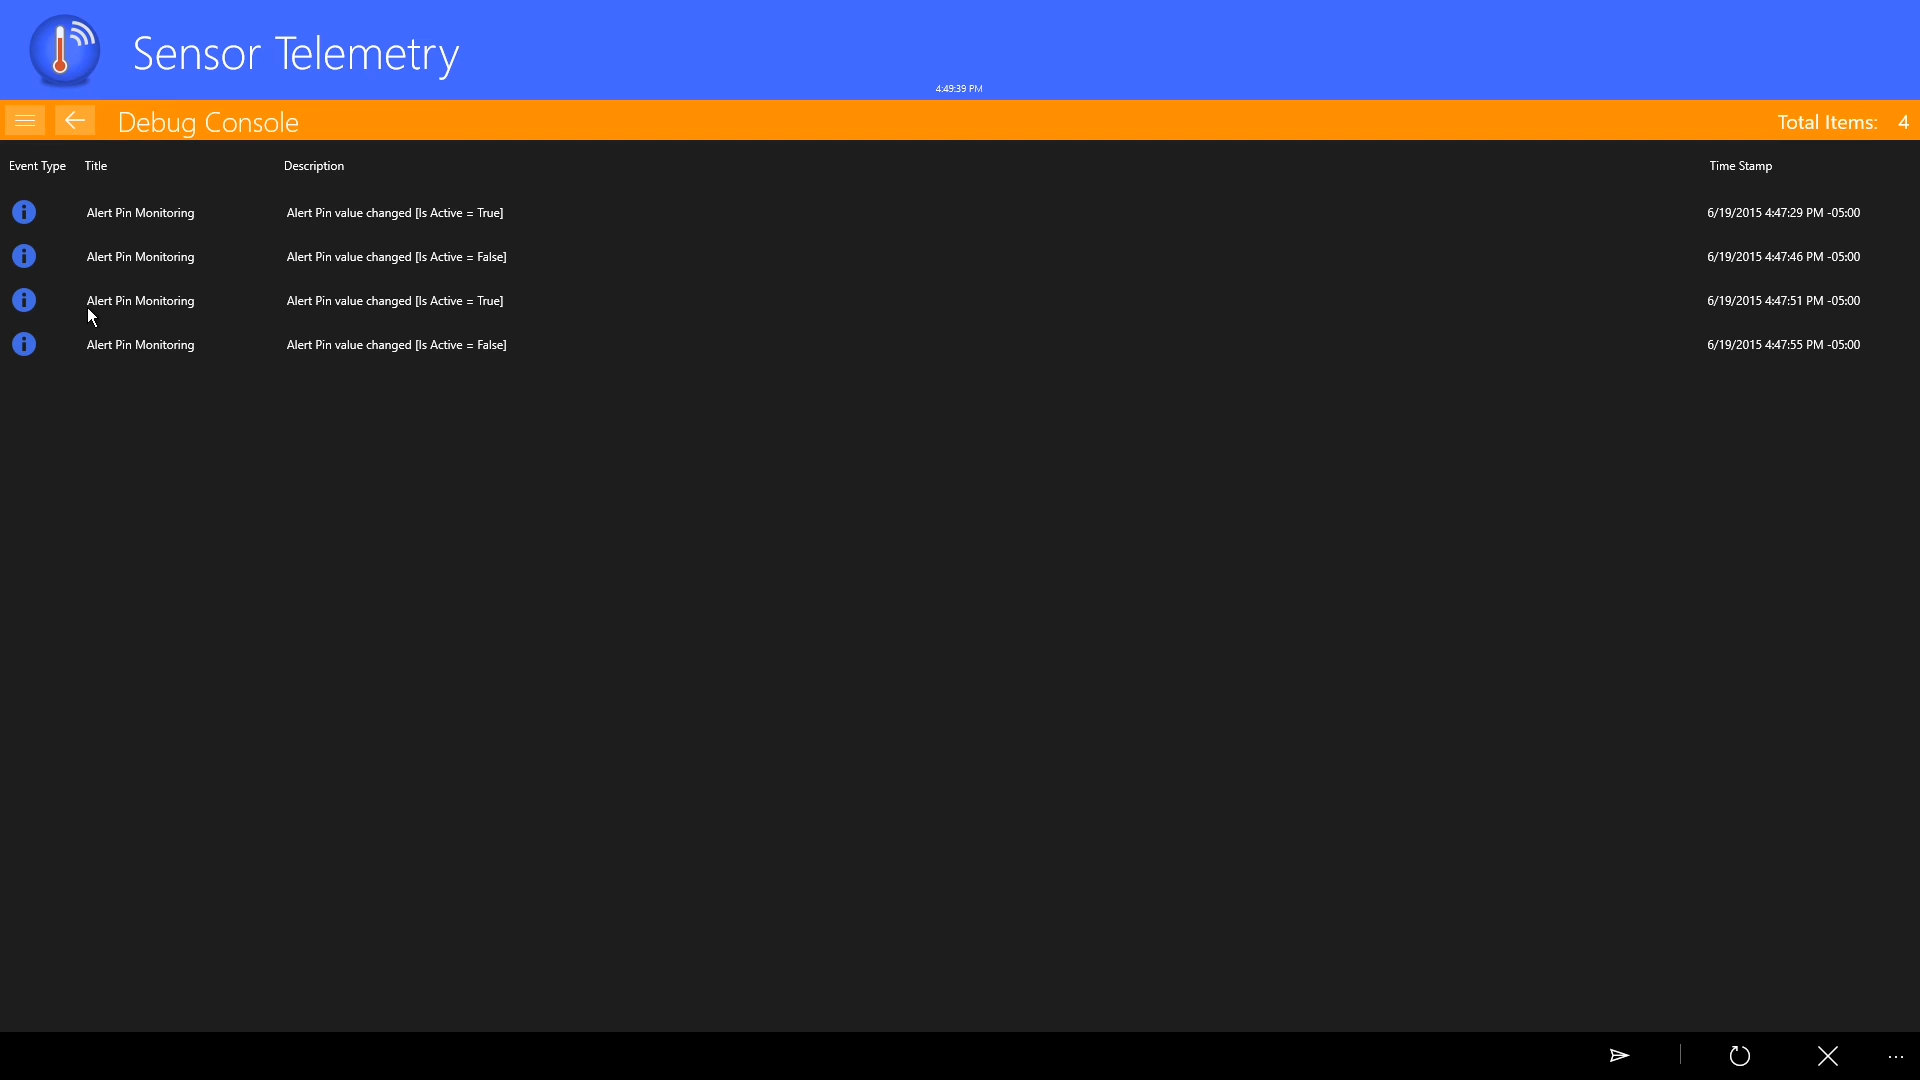 Sensor Telemetry
4:49:39 PM
Debug Console
Total Items: 4
Event Type Title Description Time Stamp
Alert Pin Monitoring Alert Pin value changed [Is Active = True] 6/19/2015 4:47:29 PM -05:00
Alert Pin Monitoring Alert Pin value changed [Is Active = False] 6/19/2015 4:47:46 PM -05:00
Alert Pin Monitoring Alert Pin value changed [Is Active = True] 6/19/2015 4:47:51 PM -05:00
Alert Pin Monitoring Alert Pin value changed [Is Active = False] 6/19/2015 4:47:55 PM -05:00